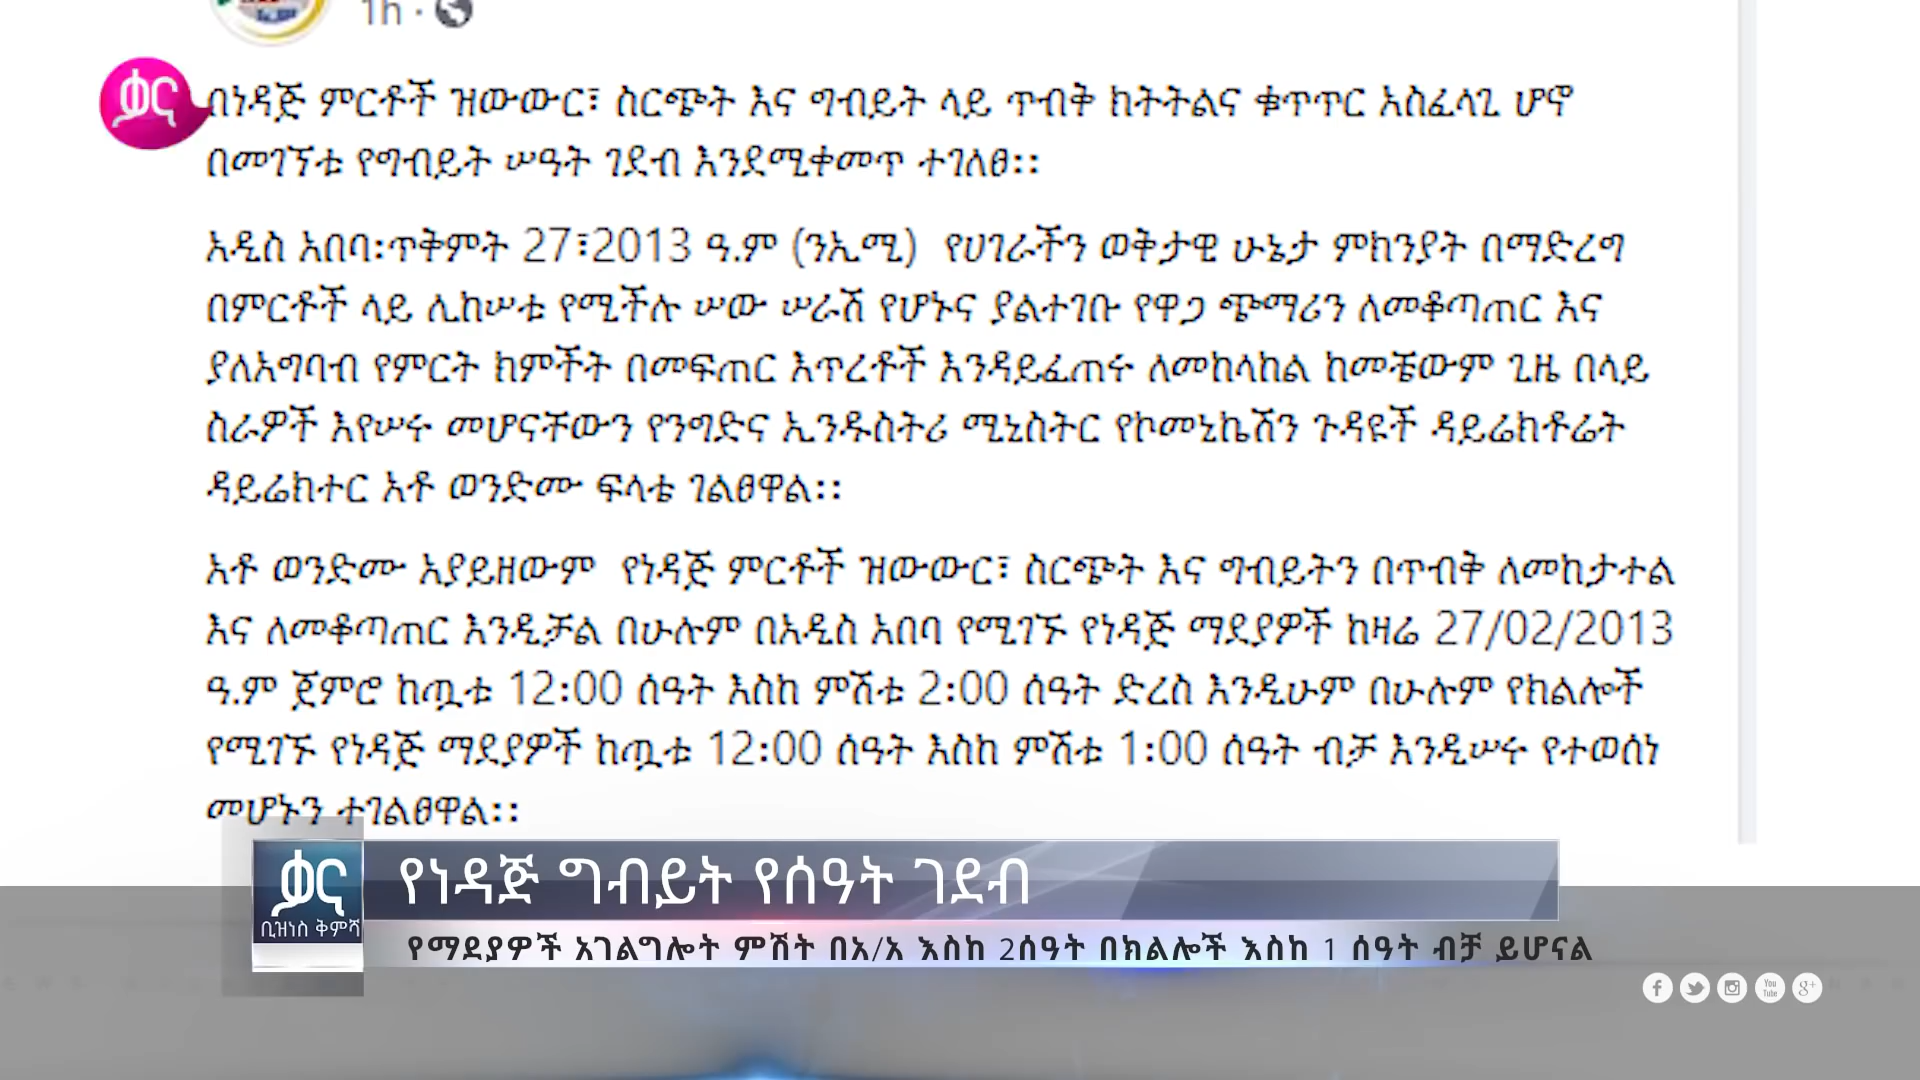 1h ·
ቃና
በነዳጅ ምርቶች ዝውውር፣ ስርጭት እና ግብይት ላይ ጥብቅ ክትትልና ቁጥጥር አስፈላጊ ሆኖ
በመገኘቱ የግብይት ሠዓት ገደብ እንደሚቀመጥ ተገለፀ፡፡
አዲስ አበባ፡ጥቅምት 27፣2013 ዓ.ም (ንኢሚ) የሀገራችን ወቅታዊ ሁኔታ ምክንያት በማድረግ
በምርቶች ላይ ሊከሠቱ የሚችሉ ሠው ሠራሽ የሆኑና ያልተገቡ የዋጋ ጭማሪን ለመቆጣጠር እና
ያለአግባብ የምርት ክምችት በመፍጠር እጥረቶች እንዳይፈጠሩ ለመከላከል ከመቼውም ጊዜ በላይ
ስራዎች እየሠሩ መሆናቸውን የንግድና ኢንዱስትሪ ሚኒስትር የኮመኒኬሽን ጉዳዩች ዳይሬክቶሬት
ዳይሬክተር አቶ ወንድሙ ፍላቴ ገልፀዋል፡፡
አቶ ወንድሙ አያይዘውም የነዳጅ ምርቶች ዝውውር፣ ስርጭት እና ግብይትን በጥብቅ ለመከታተል
እና ለመቆጣጠር እንዲቻል በሁሉም በአዲስ አበባ የሚገኙ የነዳጅ ማደያዎች ከዛሬ 27/02/2013
ዓ.ም ጀምሮ ከጧቱ 12፡00 ሰዓት እስከ ምሽቱ 2፡00 ሰዓት ድረስ እንዲሁም በሁሉም የክልሎች
የሚገኙ የነዳጅ ማደያዎች ከጧቱ 12፡00 ሰዓት እስከ ምሽቱ 1፡00 ሰዓት ብቻ እንዲሠሩ የተወሰነ
መሆኑን ተገልፀዋል፡፡
ቃና
ቢዝነስ ቅምሻ
የነዳጅ ግብይት የሰዓት ገደብ
የማደያዎች አገልግሎት ምሽት በአ/አ እስከ 2ሰዓት በክልሎች እስከ 1 ሰዓት ብቻ ይሆናል
You Tube
g+